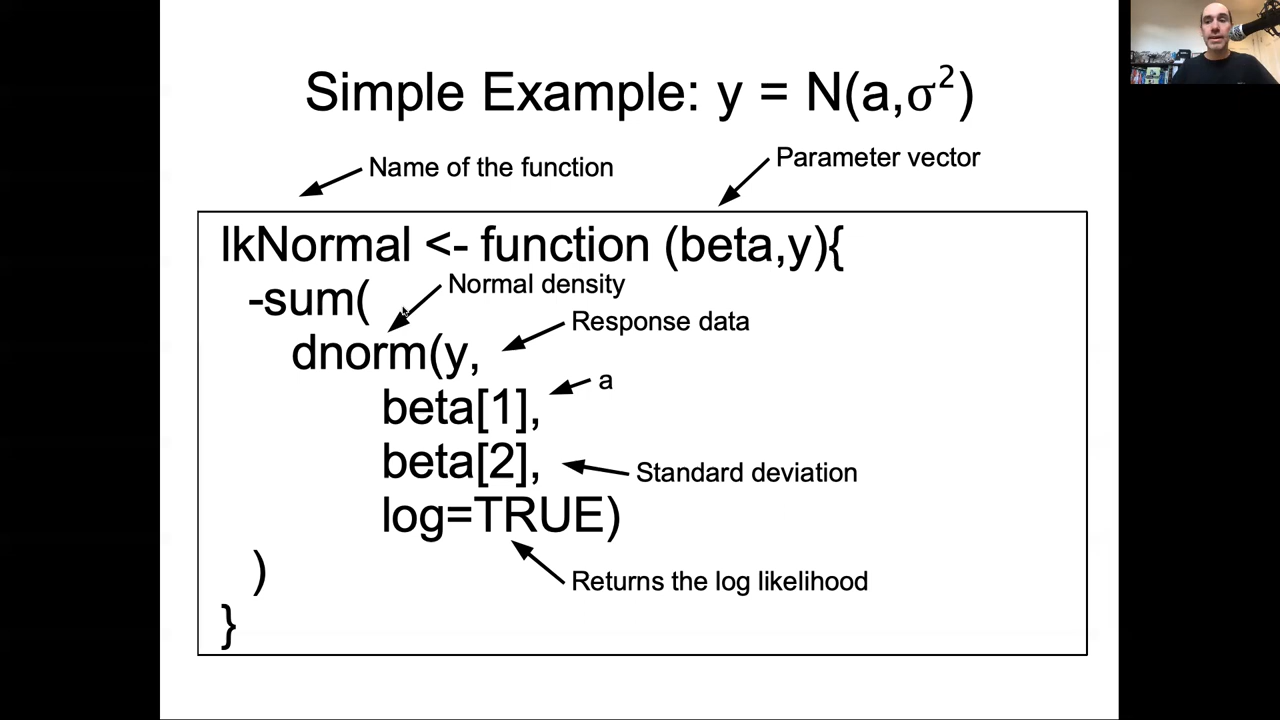 Simple Example: y = N(a,σ²)
Name of the function
Parameter vector
lkNormal <- function (beta,y){
Normal density
-sum(
Response data
dnorm(y,
a
beta[1],
beta[2],
Standard deviation
log=TRUE)
)
Returns the log likelihood
}